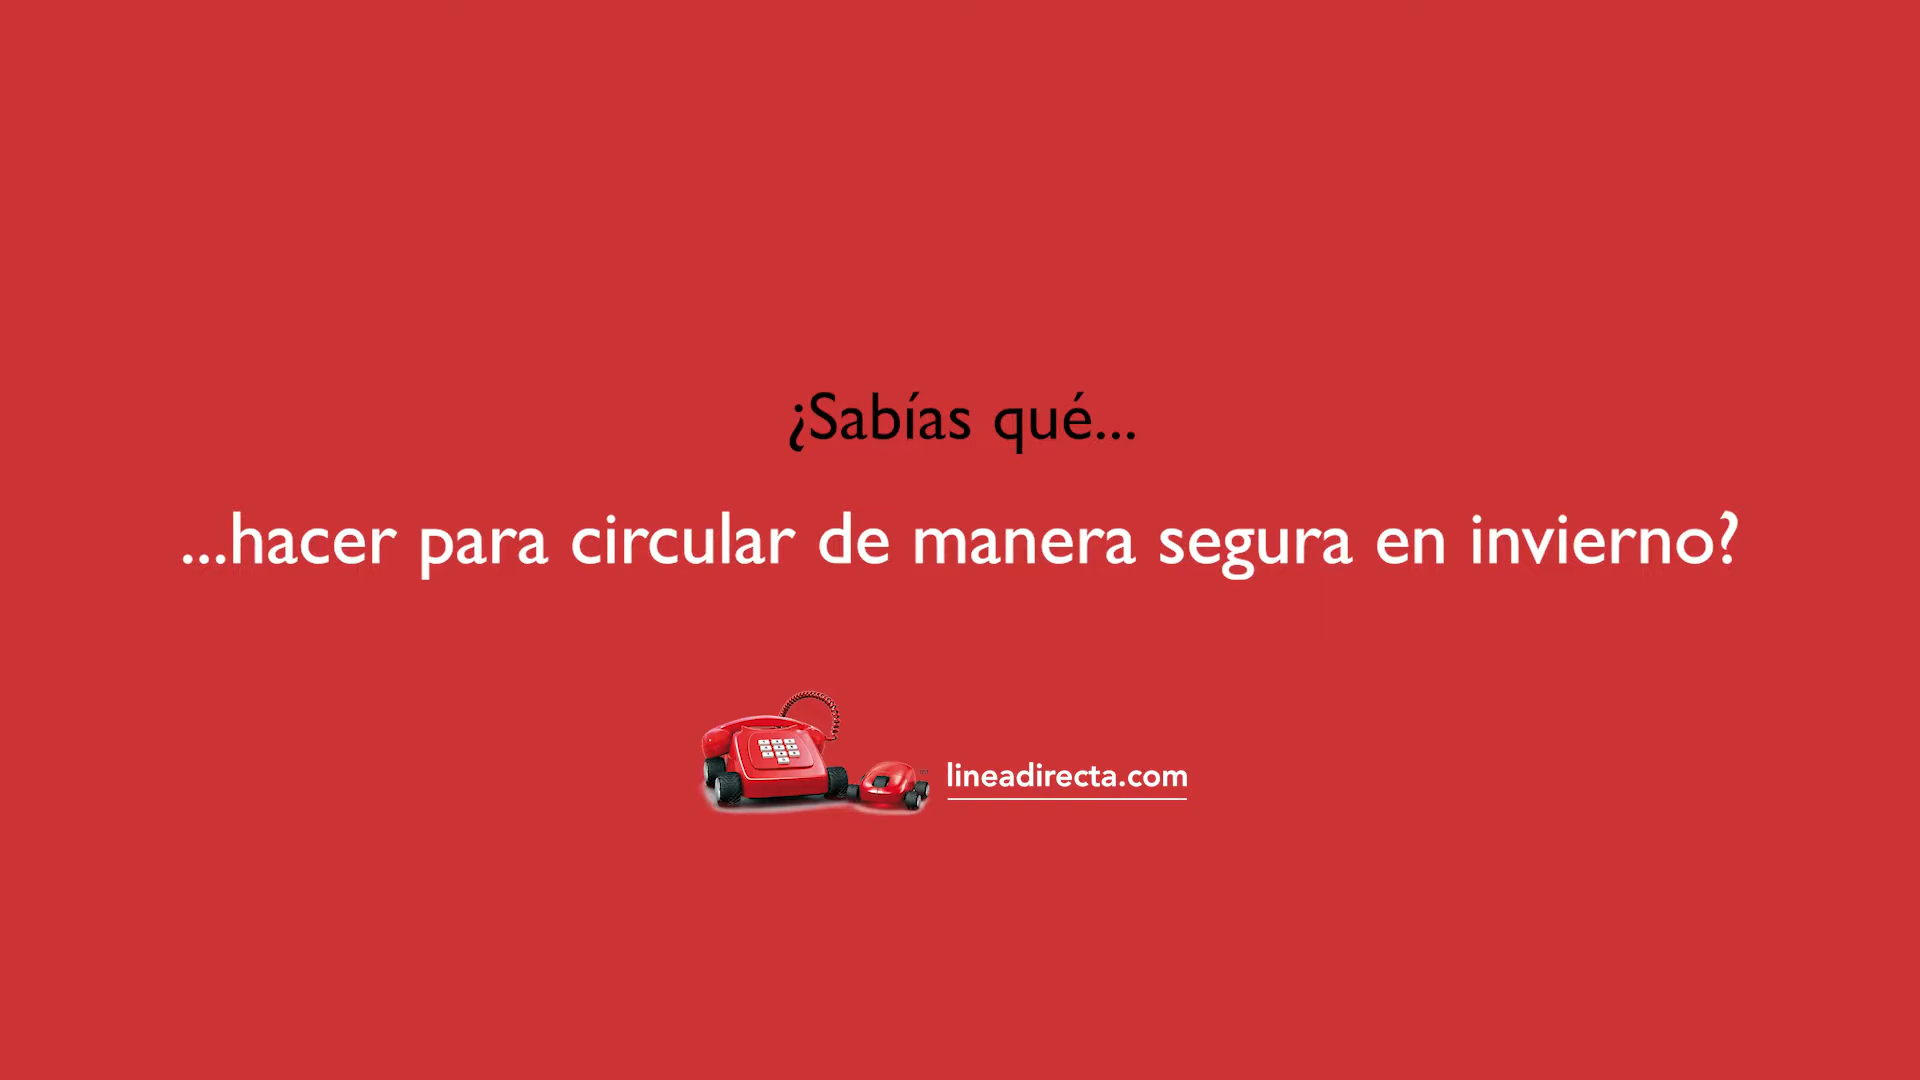 ¿Sabías qué...
...hacer para circular de manera segura en invierno?
lineadirecta.com